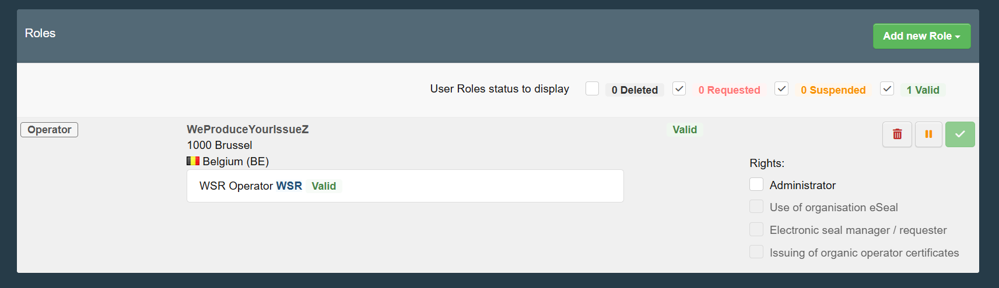 Roles
Add new Role
User Roles status to display 0 Deleted 0 Requested 0 Suspended 1 Valid
Operator
WeProduceYourIssueZ
1000 Brussel
Belgium (BE)
WSR Operator WSR Valid
Valid
Rights:
Administrator
Use of organisation eSeal
Electronic seal manager / requester
Issuing of organic operator certificates